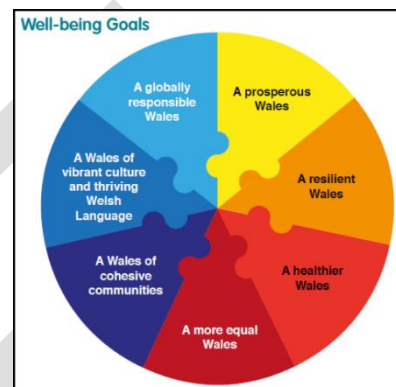 Well-being Goals
A prosperous
Wales
A resilient
Wales
A healthier
Wales
A more equal
Wales
A Wales of
cohesive
communities
A Wales of
vibrant culture
and thriving
Welsh
Language
A globally
responsible
Wales